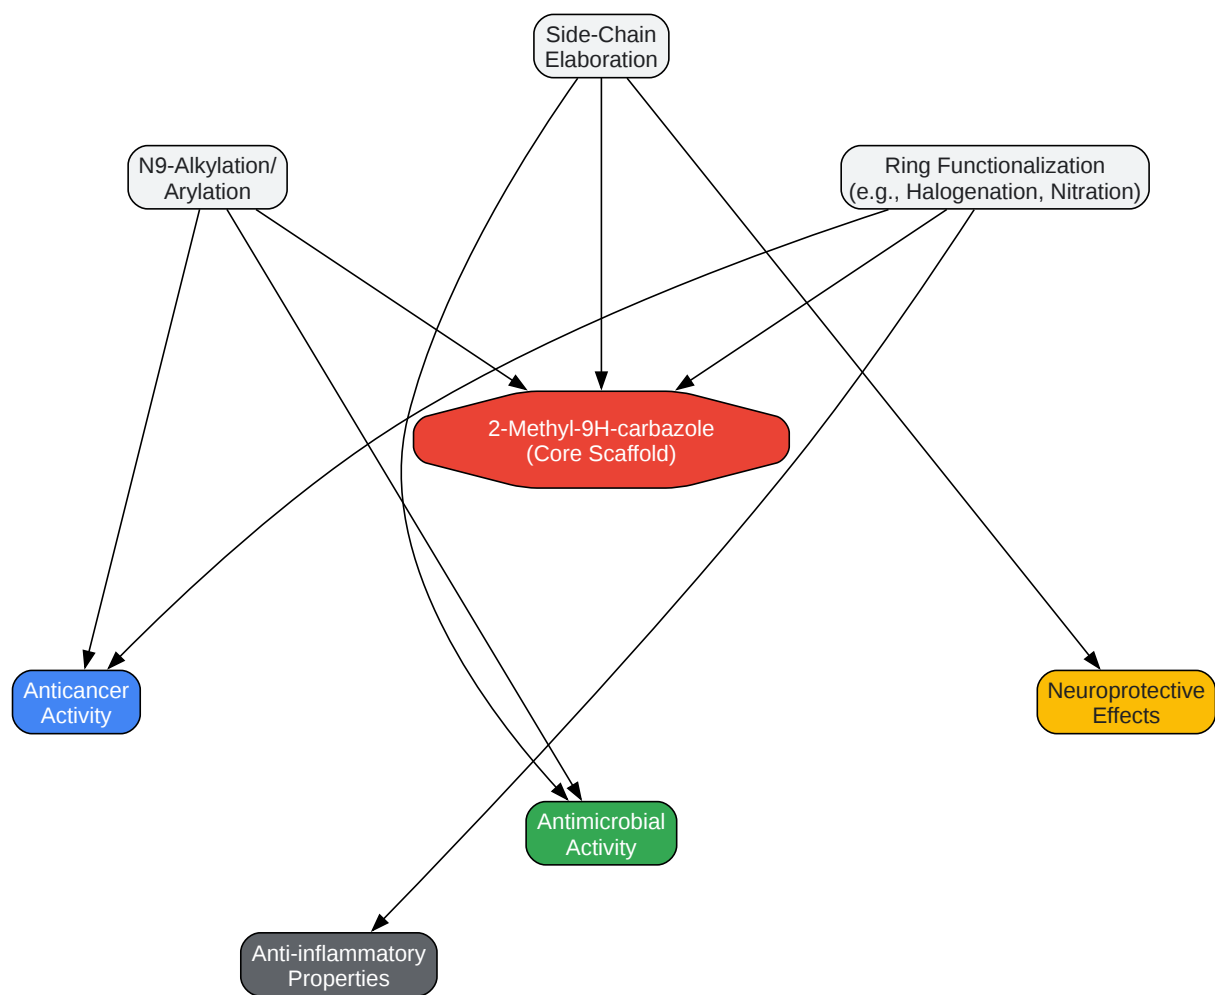 Side-Chain
Elaboration
N9-Alkylation/
Arylation
Ring Functionalization
(e.g., Halogenation, Nitration)
2-Methyl-9H-carbazole
(Core Scaffold)
Anticancer
Activity
Neuroprotective
Effects
Antimicrobial
Activity
Anti-inflammatory
Properties